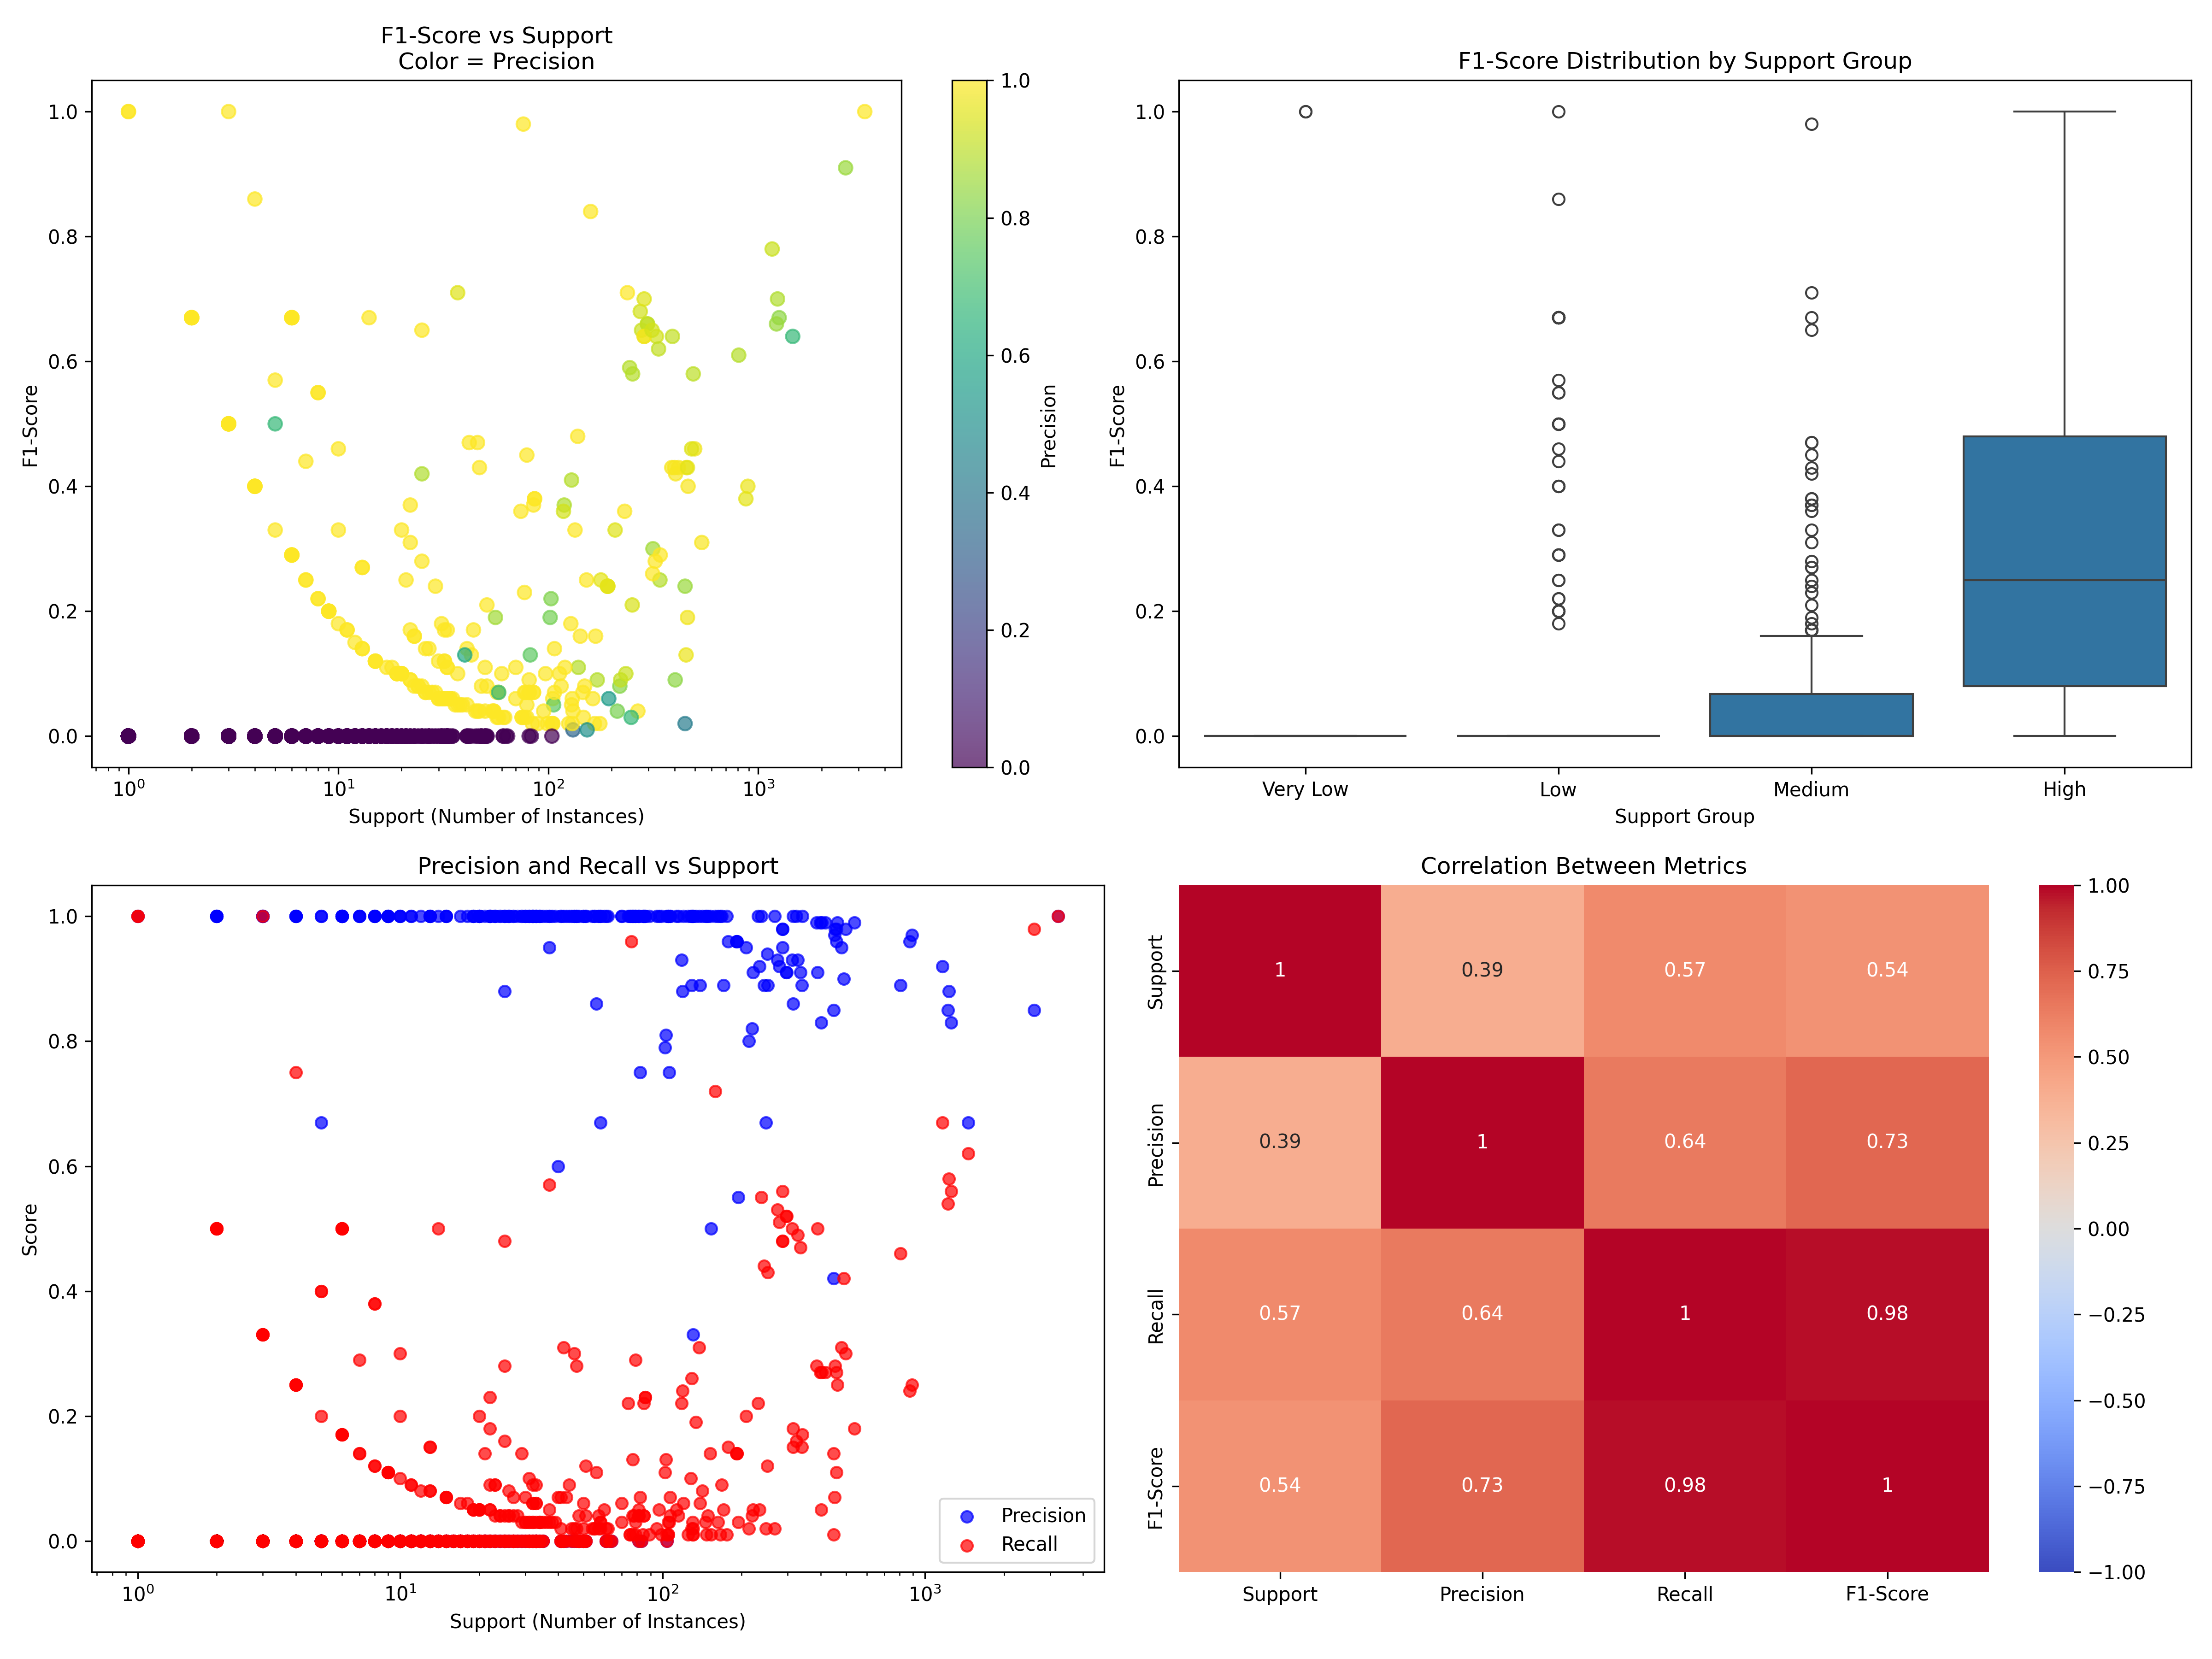 F1-Score vs Support
Color = Precision
1.0
0.8
0.6
0.4
0.2
0.0
F1-Score
10⁰
10¹
10²
10³
Support (Number of Instances)
1.0
0.8
0.6
0.4
0.2
0.0
Precision
F1-Score Distribution by Support Group
1.0
0.8
0.6
0.4
0.2
0.0
F1-Score
Very Low
Low
Medium
High
Support Group
Precision and Recall vs Support
1.0
0.8
0.6
0.4
0.2
0.0
Score
Precision
Recall
10⁰
10¹
10²
10³
Support (Number of Instances)
Correlation Between Metrics
Support
1
0.39
0.57
0.54
Precision
0.39
1
0.64
0.73
Recall
0.57
0.64
1
0.98
F1-Score
0.54
0.73
0.98
1
Support
Precision
Recall
F1-Score
1.00
0.75
0.50
0.25
0.00
−0.25
−0.50
−0.75
−1.00